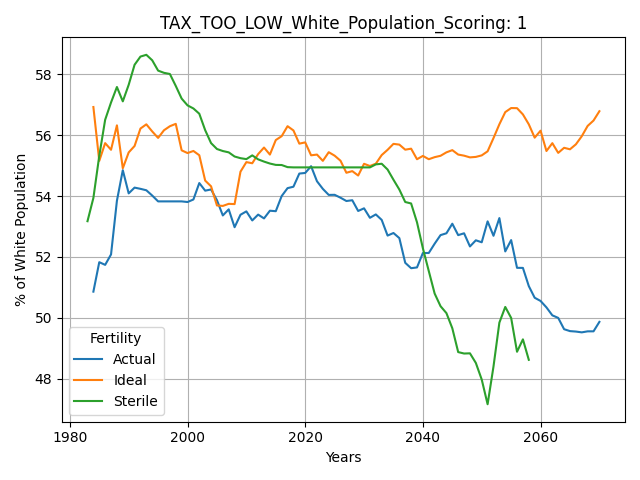 TAX_TOO_LOW_White_Population_Scoring: 1
% of White Population
58
56
54
52
50
48
Fertility
Actual
Ideal
Sterile
1980
2000
2020
2040
2060
Years